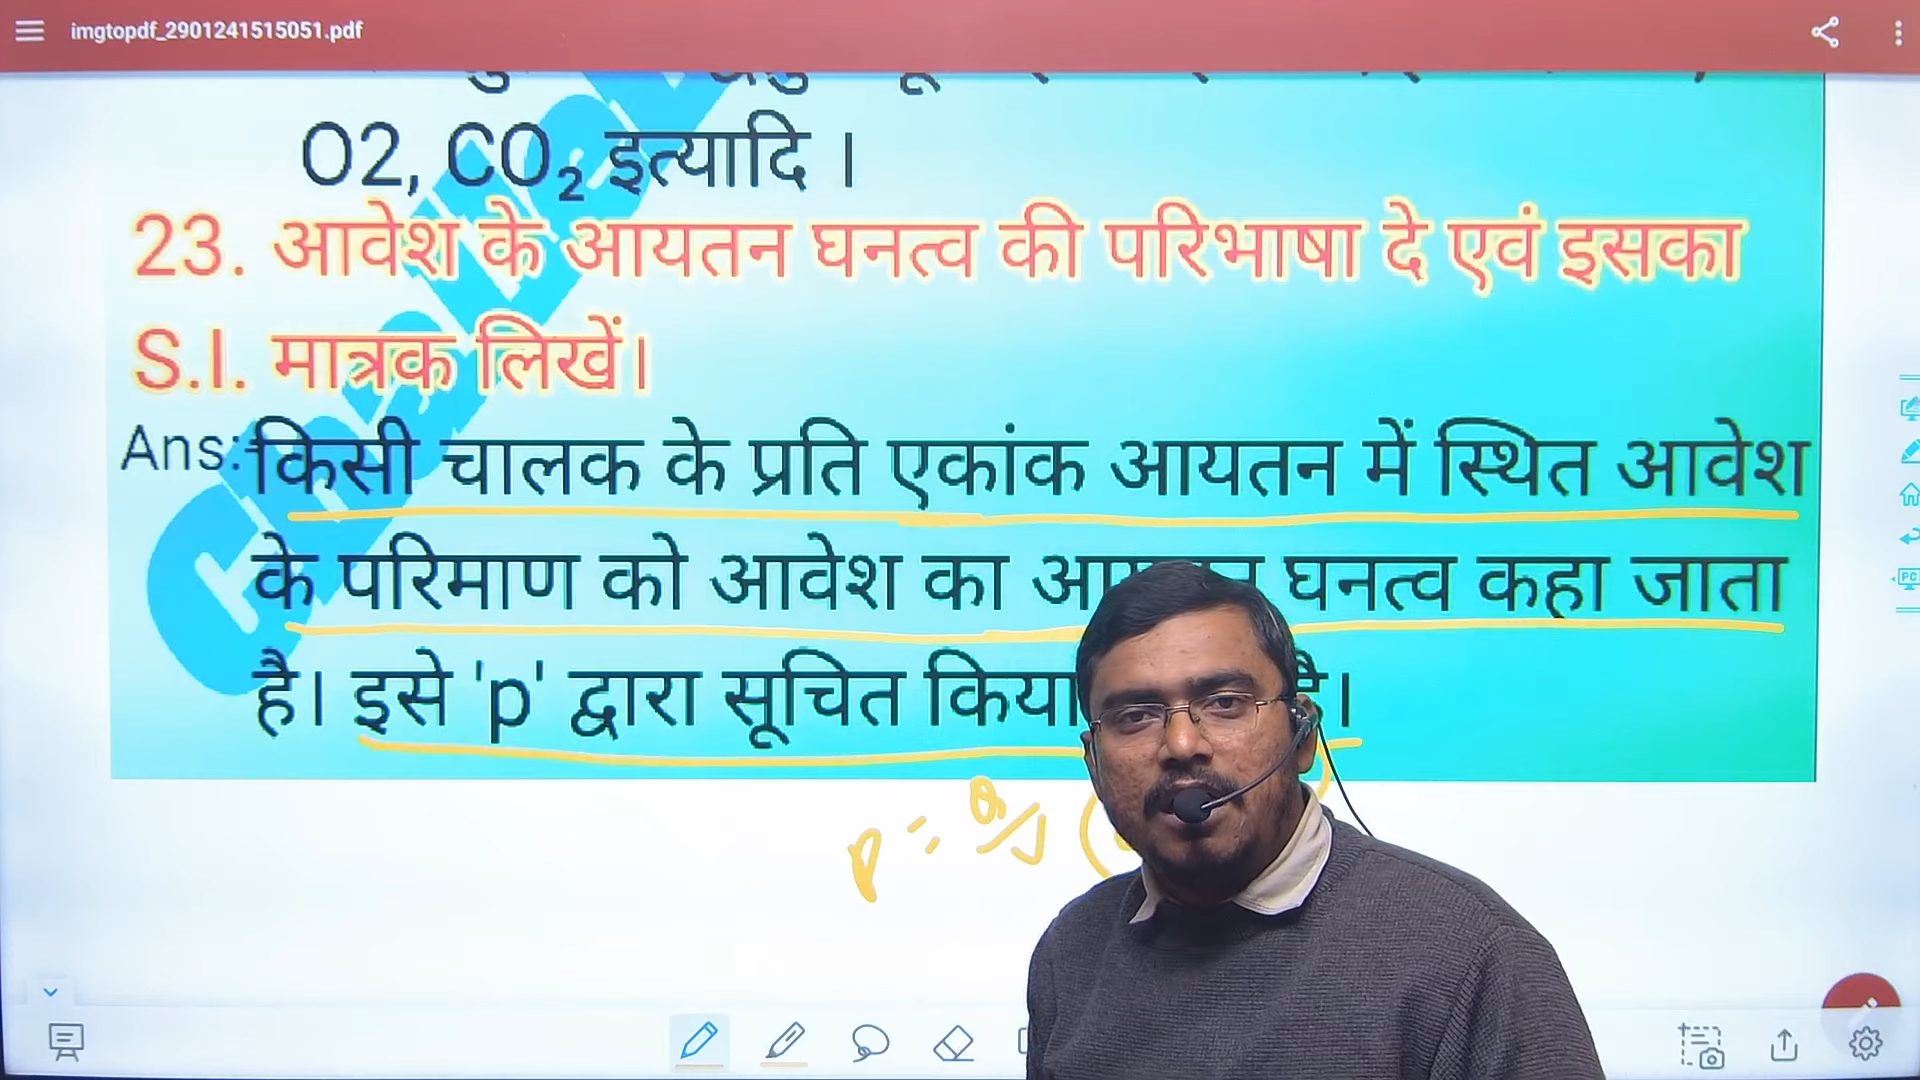 imgtopdf_2901241515051.pdf
O2, CO₂ इत्यादि ।
23. आवेश के आयतन घनत्व की परिभाषा दे एवं इसका
S.I. मात्रक लिखें।
Ans:- किसी चालक के प्रति एकांक आयतन में स्थित आवेश
के परिमाण को आवेश का घनत्व कहा जाता
है। इसे 'p' द्वारा सूचित किया है।
PC